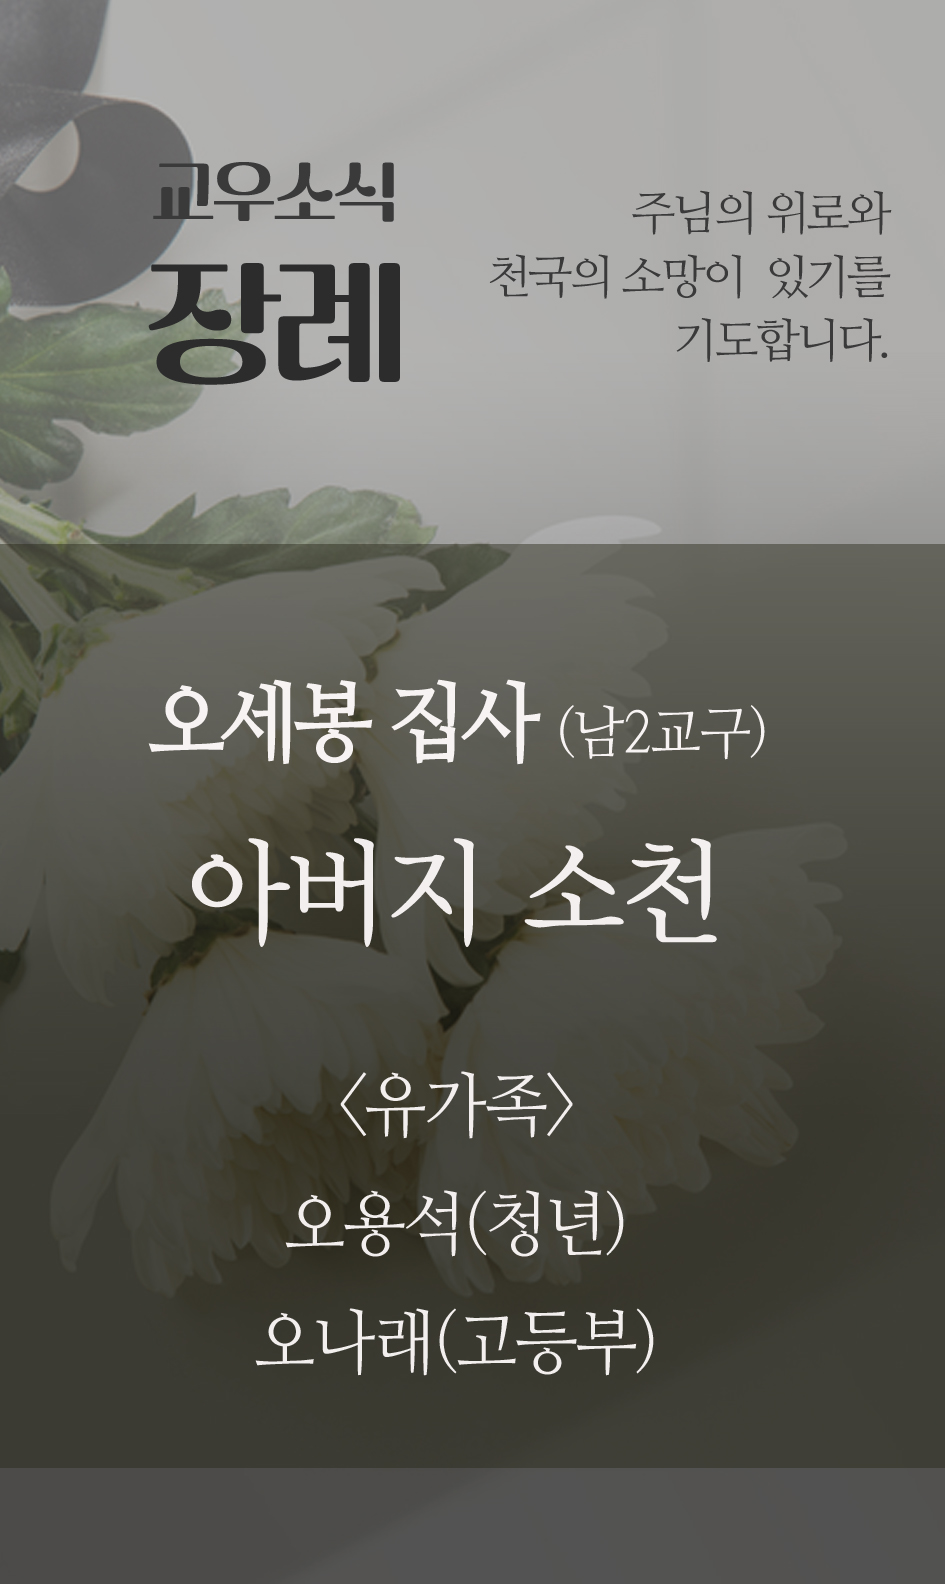 교우소식
장례
주님의 위로와
천국의 소망이 있기를
기도합니다.
오세봉 집사 (남2교구)
아버지 소천
〈유가족〉
오용석(청년)
오나래(고등부)